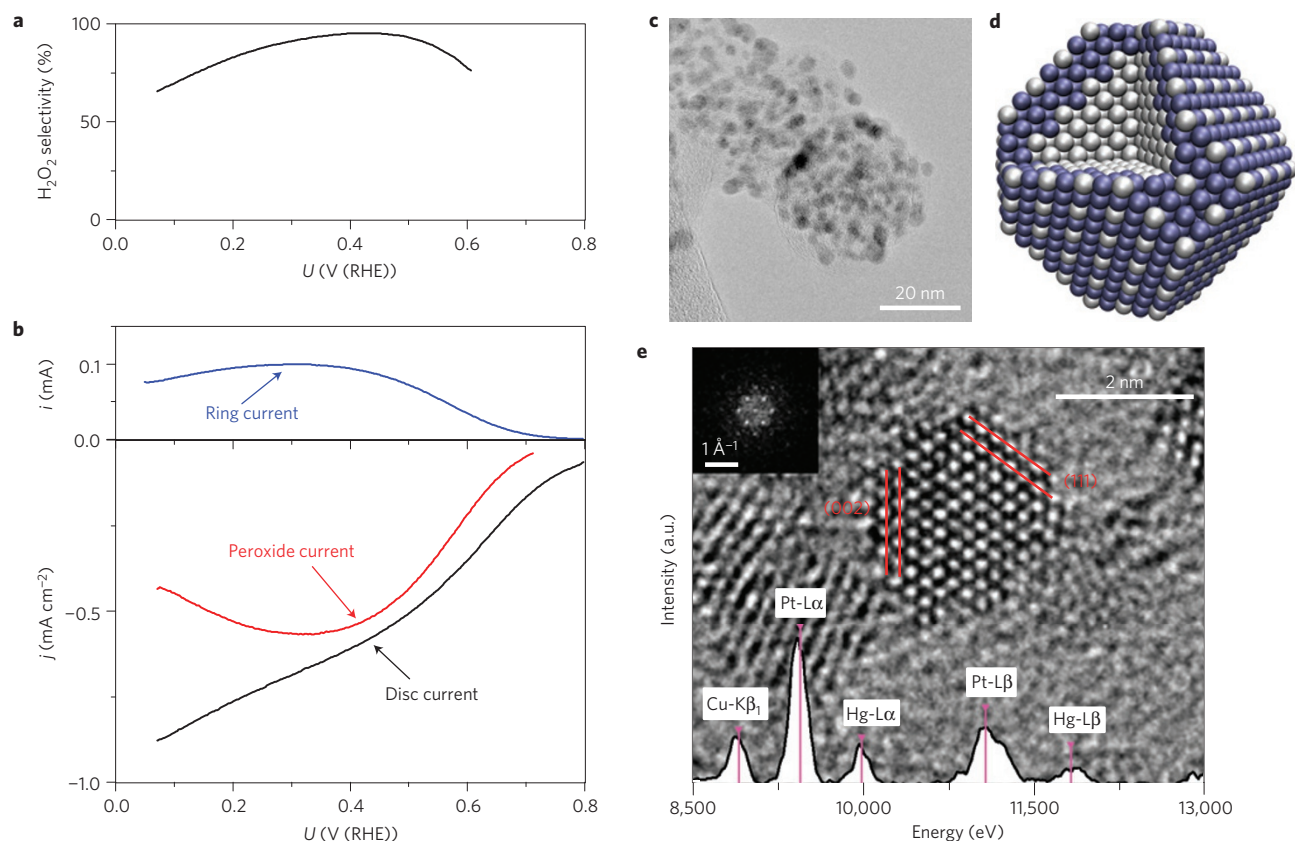 a
100
50
0
H₂O₂ selectivity (%)
0.0 0.2 0.4 0.6 0.8
U (V (RHE))
b
0.1
0.0
i (mA)
Ring current
Peroxide current
Disc current
−0.5
−1.0
j (mA cm⁻²)
0.0 0.2 0.4 0.6 0.8
U (V (RHE))
c
20 nm
d
e
1 Å⁻¹
2 nm
(002)
(111)
Intensity (a.u.)
Cu-Kβ₁
Pt-Lα
Hg-Lα
Pt-Lβ
Hg-Lβ
8,500 10,000 11,500 13,000
Energy (eV)